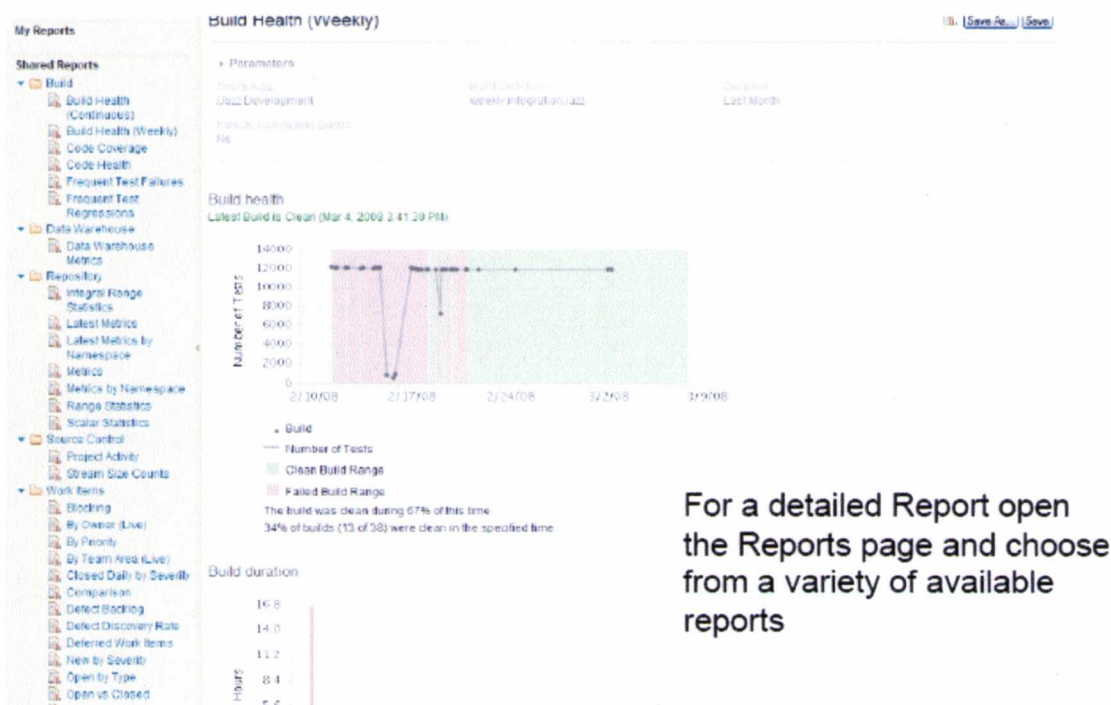 My Reports
Shared Reports
Build
Build Health
(Continuous)
Build Health (Weekly)
Code Coverage
Code Health
Frequent Test Failures
Frequent Test
Regressions
Data Warehouse
Data Warehouse
Metrics
Repository
Integral Range
Statistics
Latest Metrics
Latest Metrics by
Namespace
Metrics
Metrics by Namespace
Range Statistics
Scalar Statistics
Source Control
Project Activity
Stream Size Counts
Work Items
Blocking
By Owner (Live)
By Priority
By Team Area (Live)
Closed Daily by Severity
Comparison
Defect Backlog
Defect Discovery Rate
Deferred Work Items
New by Severity
Open by Type
Open vs Closed
Build Health (Weekly)
Save As... Save
Parameters
Jazz Development weekly.integration.jazz Last Month
No
Build health
Latest Build is Clean (Mar 4, 2008 3:41:39 PM)
Number of Tests
14000
12000
10000
8000
6000
4000
2000
0
2/10/08 2/17/08 2/24/08 3/2/08 3/9/08
Build
Number of Tests
Clean Build Range
Failed Build Range
The build was clean during 67% of this time.
34% of builds (13 of 38) were clean in the specified time.
Build duration
Hours
16.8
14.0
11.2
8.4
5.6
For a detailed Report open
the Reports page and choose
from a variety of available
reports